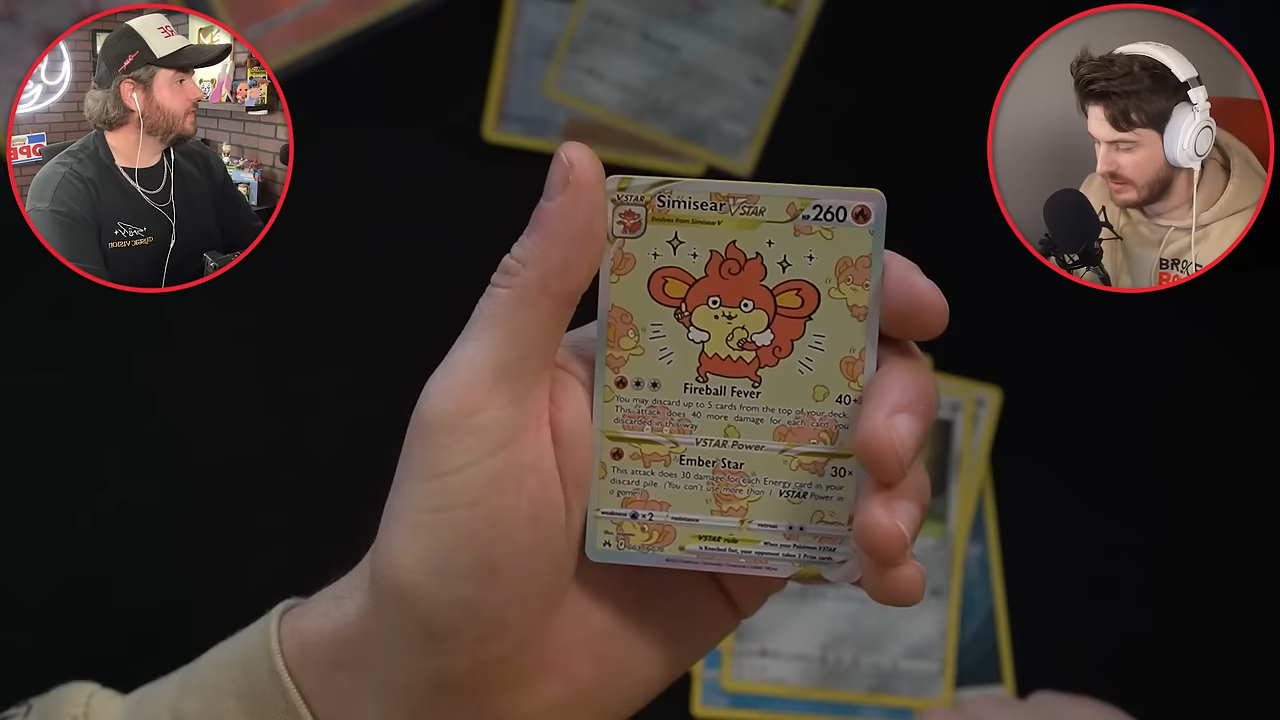 VSTAR
Simisear VSTAR
HP 260
Evolves from Simisear V
Fireball Fever
40+
You may discard up to 5 cards from the top of your deck.
This attack does 40 more damage for each card you
discarded in this way.
VSTAR Power
Ember Star
30×
This attack does 30 damage for each Energy card in your
discard pile. (You can't use more than 1 VSTAR Power in
a game.)
weakness ×2 resistance retreat
VSTAR rule
When your Pokémon VSTAR
is Knocked Out, your opponent takes 2 Prize cards.